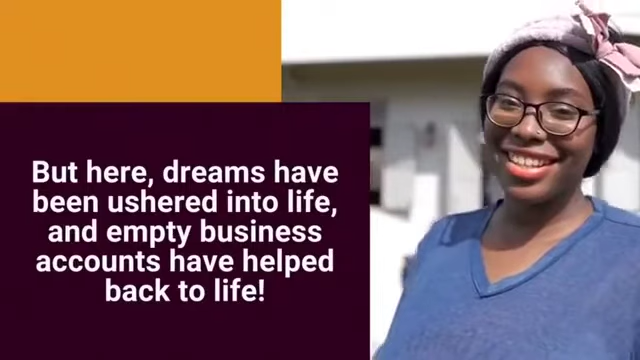 But here, dreams have
been ushered into life,
and empty business
accounts have helped
back to life!